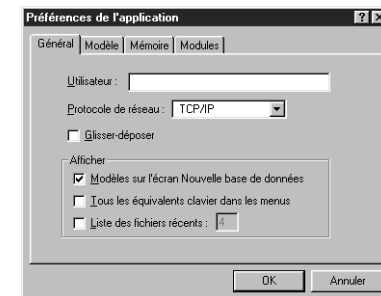 Préférences de l'application
Général Modèle Mémoire Modules
Utilisateur :
Protocole de réseau : TCP/IP
Glisser-déposer
Afficher
Modèles sur l'écran Nouvelle base de données
Tous les équivalents clavier dans les menus
Liste des fichiers récents : 4
OK Annuler